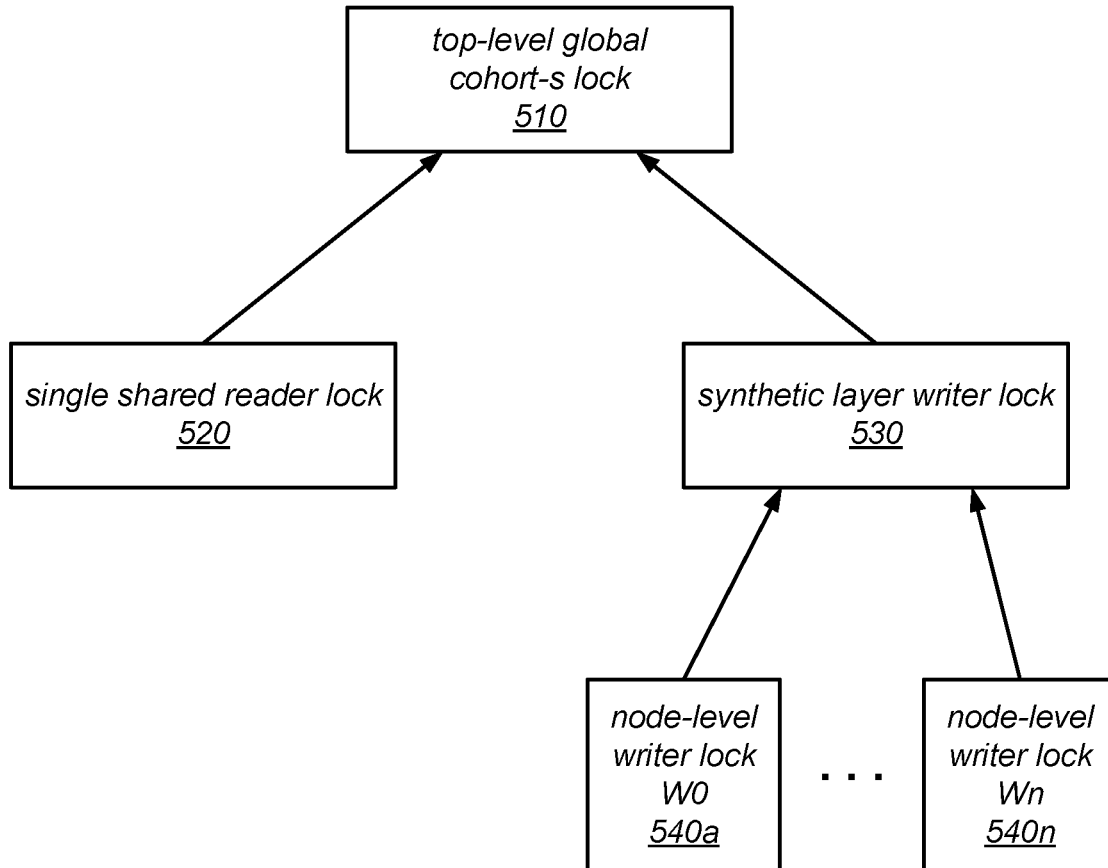 top-level global
cohort-s lock
510
single shared reader lock
520
synthetic layer writer lock
530
node-level
writer lock
W0
540a
. . .
node-level
writer lock
Wn
540n